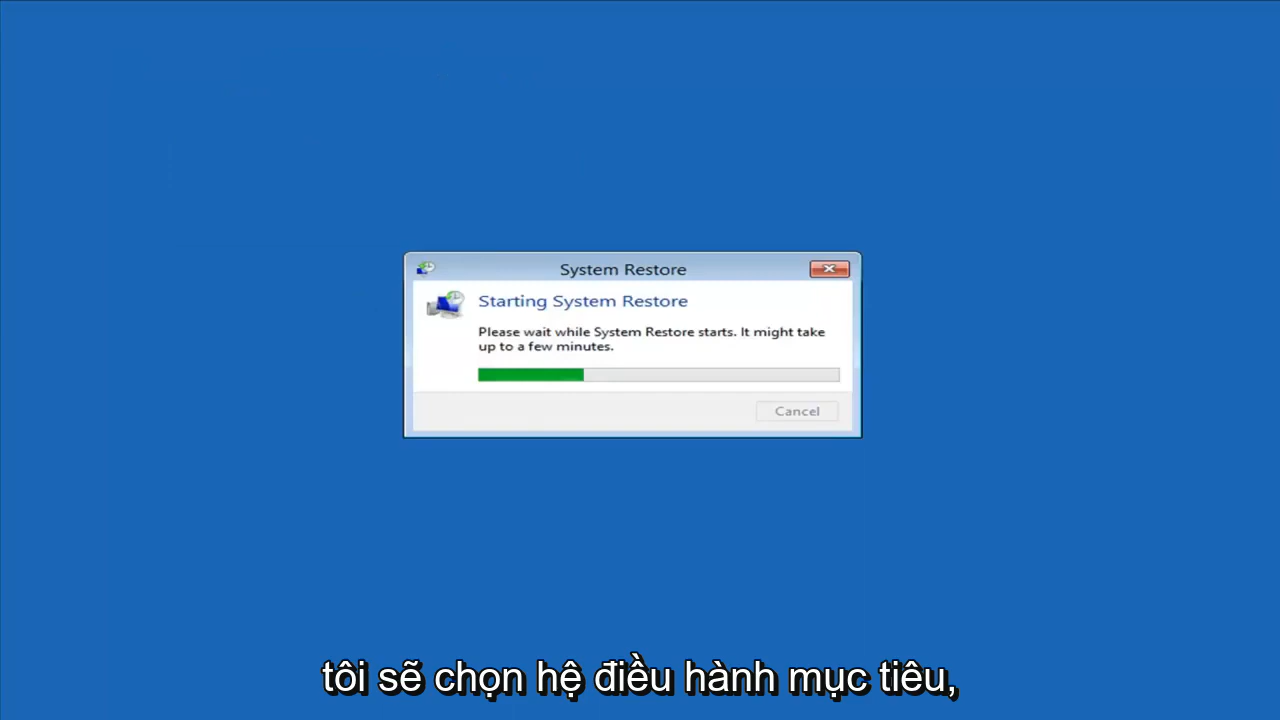 System Restore
Starting System Restore
Please wait while System Restore starts. It might take
up to a few minutes.
Cancel
tôi sẽ chọn hệ điều hành mục tiêu,